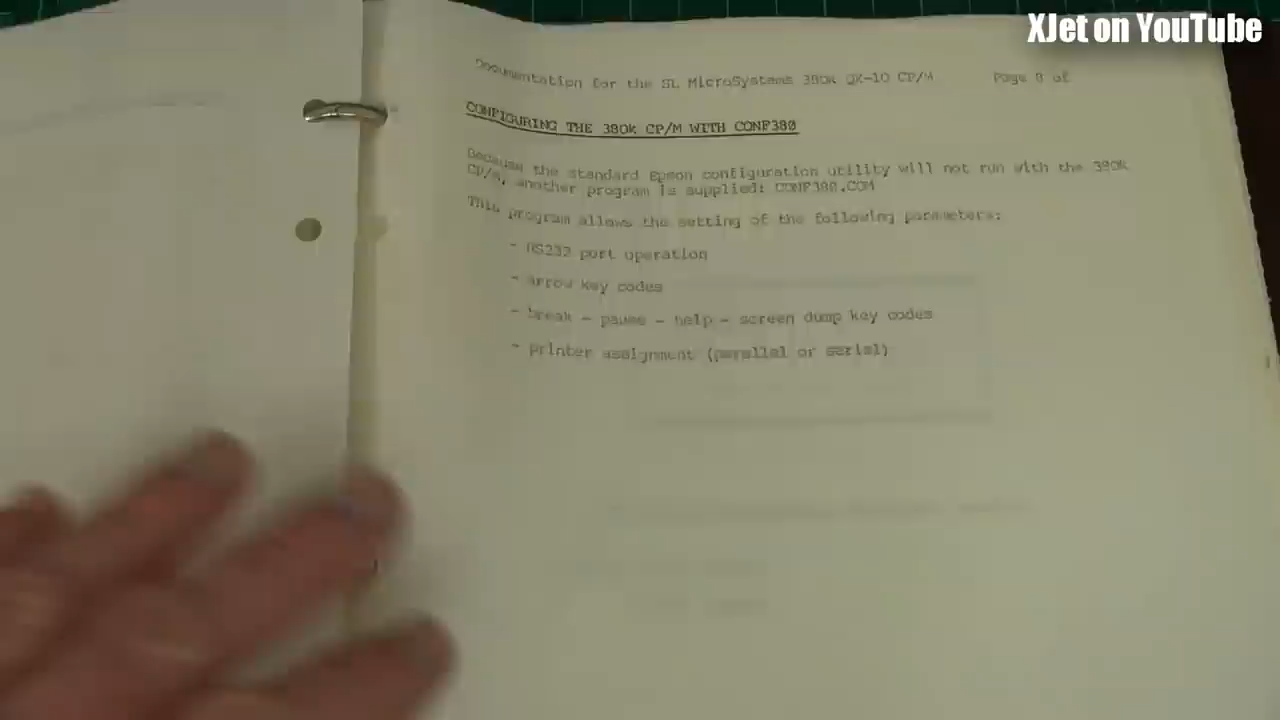 XJet on YouTube
Documentation for the SL MicroSystems 380k QX-10 CP/M Page 8 of
CONFIGURING THE 380k CP/M WITH CONF380
Because the standard Epson configuration utility will not run with the 380k
CP/M, another program is supplied: CONF380.COM
This program allows the setting of the following parameters:
- RS232 port operation
- arrow key codes
- break - pause - help - screen dump key codes
- printer assignment (parallel or serial)